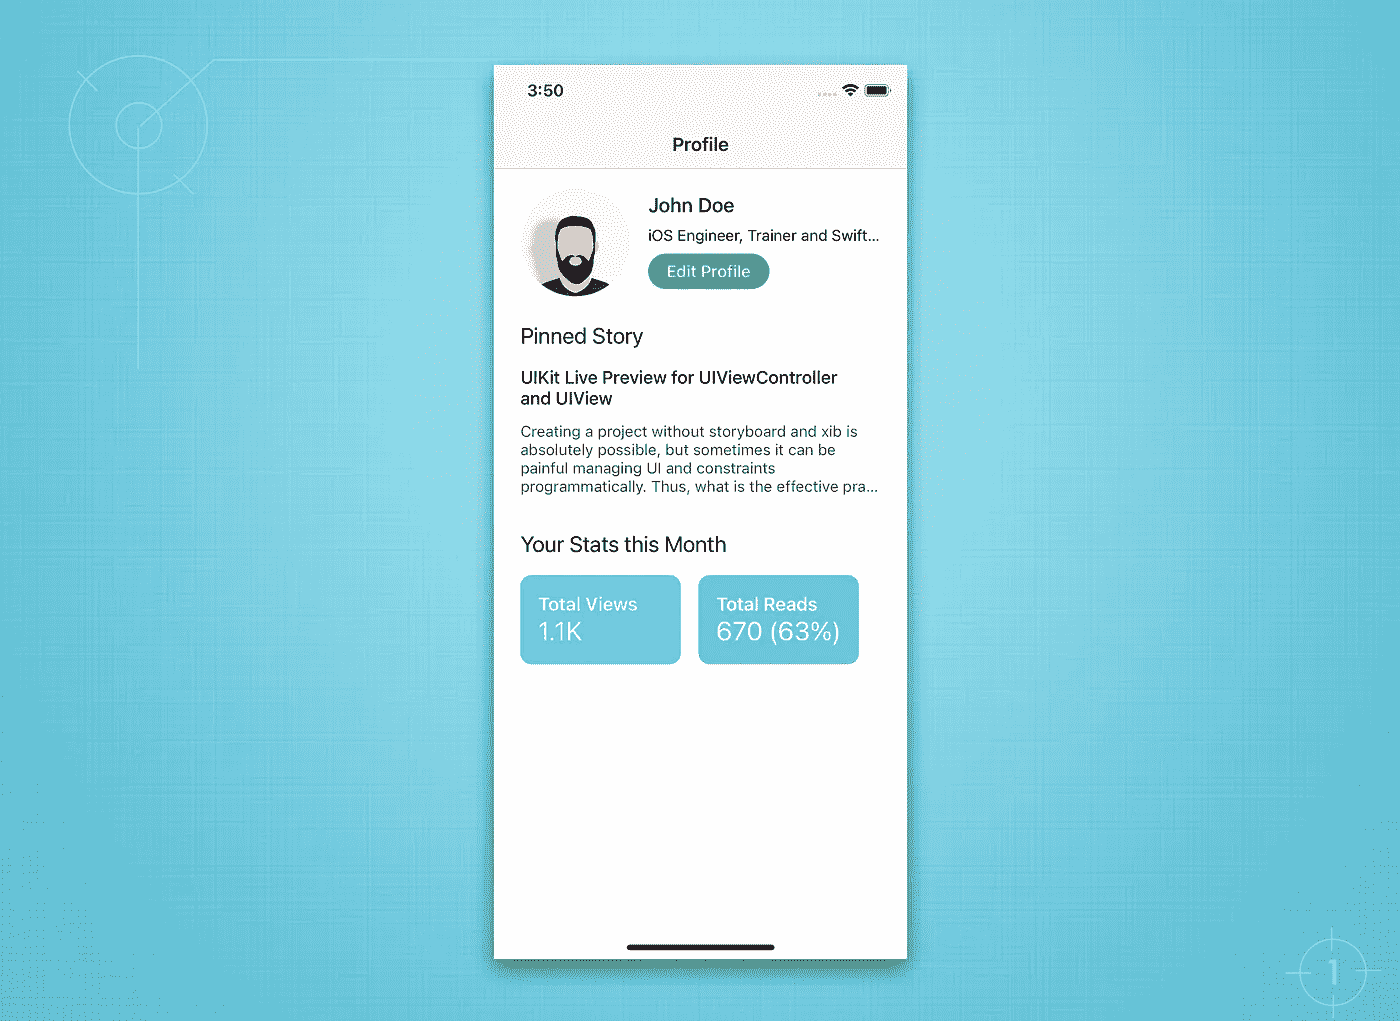 3:50
Profile
John Doe
iOS Engineer, Trainer and Swift...
Edit Profile
Pinned Story
UIKit Live Preview for UIViewController
and UIView
Creating a project without storyboard and xib is
absolutely possible, but sometimes it can be
painful managing UI and constraints
programmatically. Thus, what is the effective pra...
Your Stats this Month
Total Views
1.1K
Total Reads
670 (63%)
1